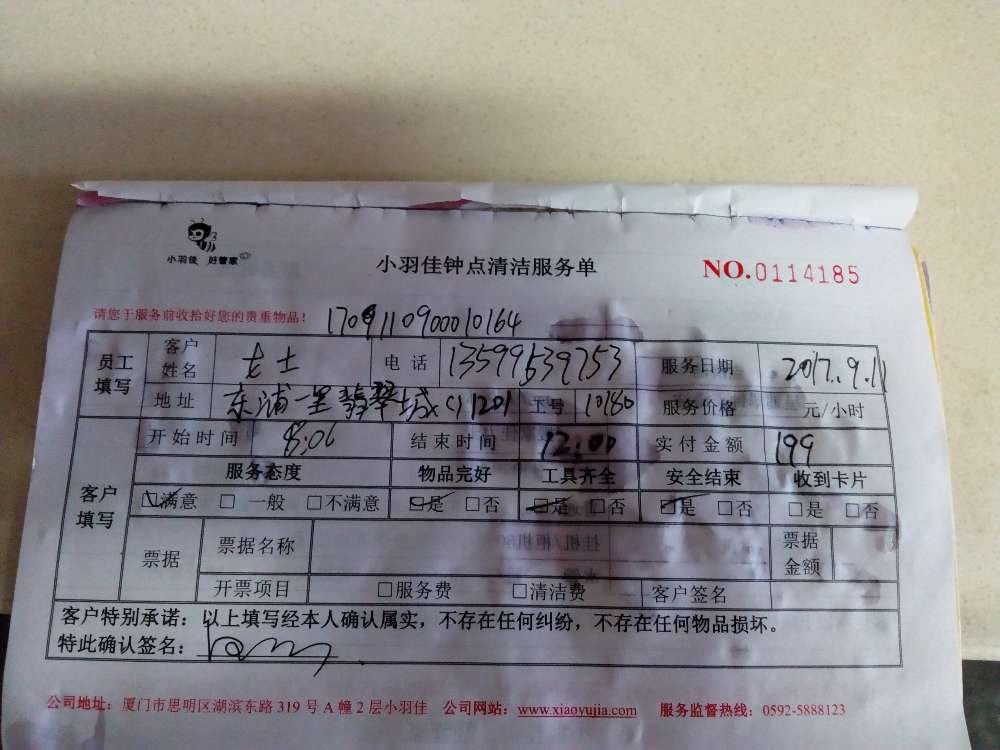 小羽佳 好管家
小羽佳钟点清洁服务单 NO.0114185
请您于服务前收拾好您的贵重物品! 1709110900010164
员工填写 客户姓名 女士 电话 13599539753 服务日期 2017.9.11
地址 东浦一里翡翠城 1201 工号 10180 服务价格 元/小时
开始时间 8:06 结束时间 12:00 实付金额 199
客户填写 服务态度 物品完好 工具齐全 安全结束 收到卡片
☑满意 □ 一般 □不满意 ☑是 □否 ☑是 □否 ☑是 □否 □是 □否
票据 票据名称 票据金额
开票项目 □服务费 □清洁费 客户签名
客户特别承诺：以上填写经本人确认属实，不存在任何纠纷，不存在任何物品损坏。
特此确认签名：
公司地址：厦门市思明区湖滨东路 319 号 A 幢 2 层小羽佳 公司网站：www.xiaoyujia.com 服务监督热线：0592-5888123